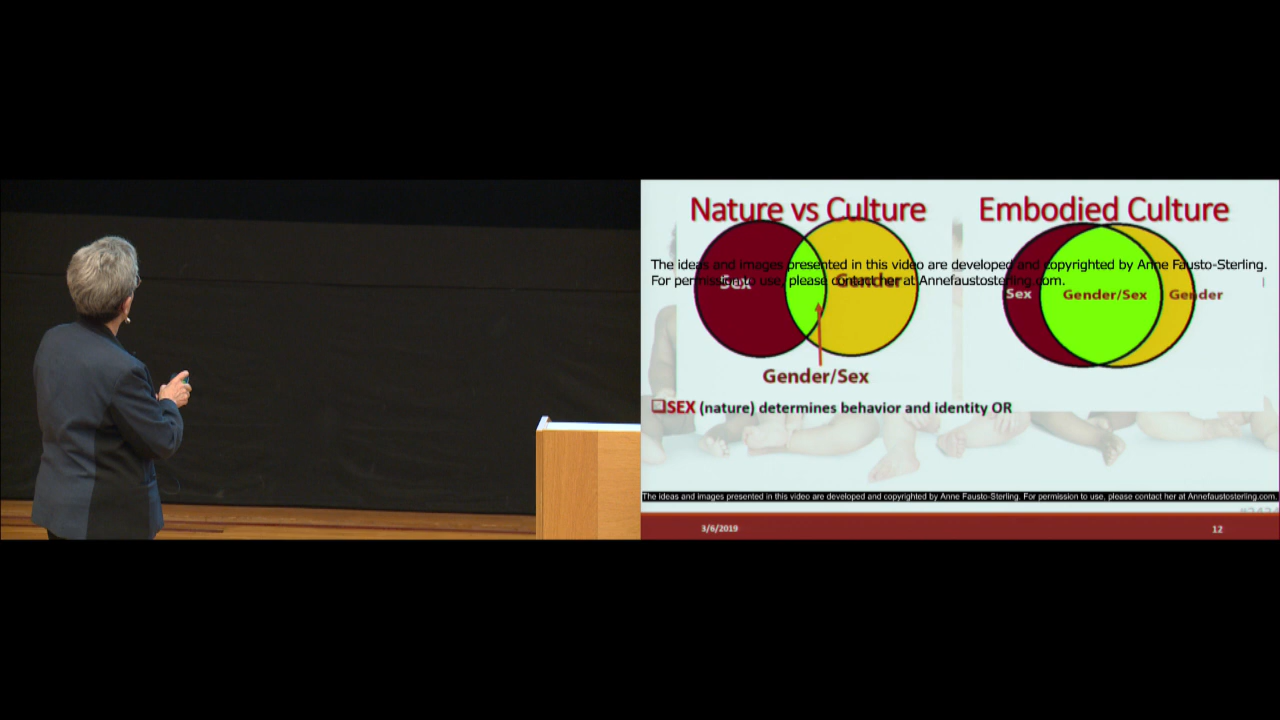 Nature vs Culture
Embodied Culture
The ideas and images presented in this video are developed and copyrighted by Anne Fausto-Sterling.
For permission to use, please contact her at Annefaustosterling.com.
Sex
Gender
Sex
Gender/Sex
Gender
Gender/Sex
SEX (nature) determines behavior and identity OR
The ideas and images presented in this video are developed and copyrighted by Anne Fausto-Sterling. For permission to use, please contact her at Annefaustosterling.com.
3/6/2019
12